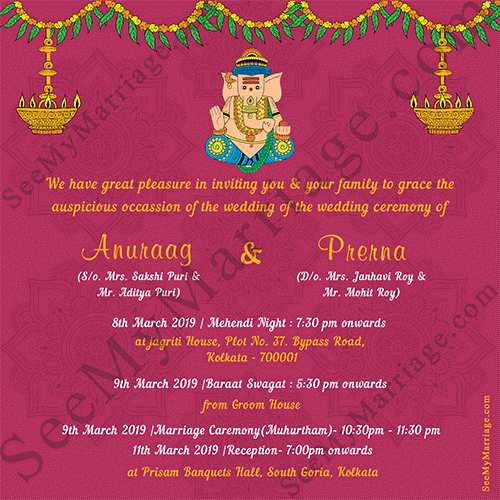 We have great pleasure in inviting you & your family to grace the
auspicious occassion of the wedding of the wedding ceremony of
Anuraag & Prerna
(S/o. Mrs. Sakshi Puri & (D/o. Mrs. Janhavi Roy &
Mr. Aditya Puri) Mr. Mohit Roy)
8th March 2019 / Mehendi Night : 7:30 pm onwards
at jagriti House, Plot No. 37. Bypass Road,
Kolkata - 700001
9th March 2019 /Baraat Swagat : 5:30 pm onwards
from Groom House
9th March 2019 /Marriage Caremony(Muhurtham)- 10:30pm - 11:30 pm
11th March 2019 /Reception- 7:00pm onwards
at Prisam Banquets Hall, South Goria, Kolkata
SeeMyMarriage.com
SeeMyMarriage.com
SeeMyMarriage.com
SeeMyMarriage.com